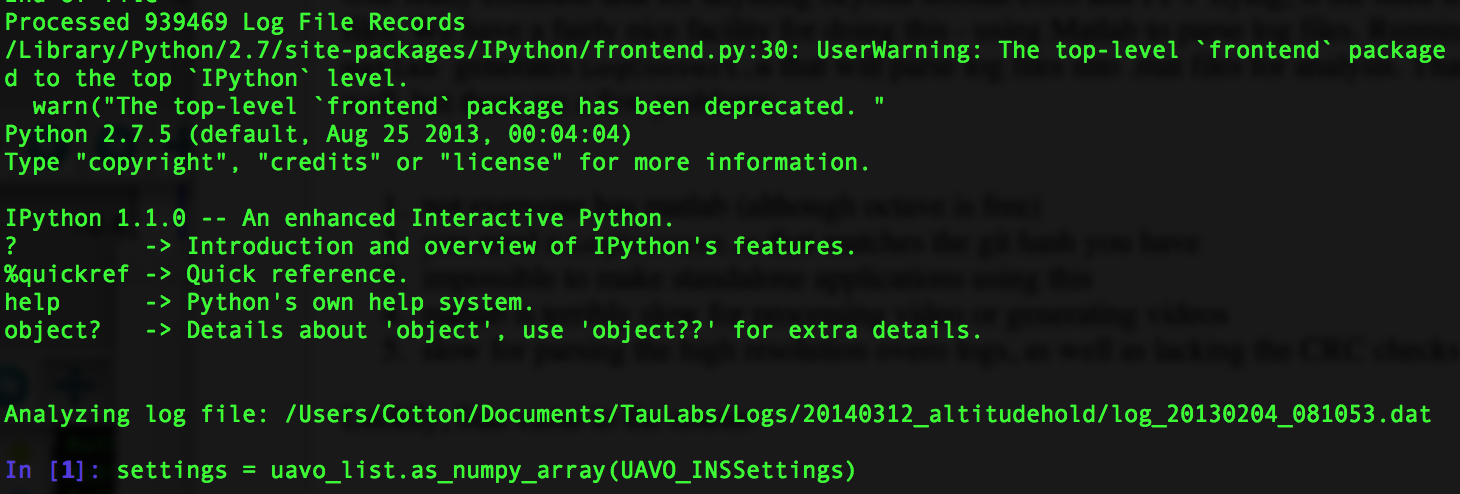 End of file
Processed 939469 Log File Records
/Library/Python/2.7/site-packages/IPython/frontend.py:30: UserWarning: The top-level `frontend` package
d to the top `IPython` level.
  warn("The top-level `frontend` package has been deprecated. "
Python 2.7.5 (default, Aug 25 2013, 00:04:04)
Type "copyright", "credits" or "license" for more information.

IPython 1.1.0 -- An enhanced Interactive Python.
?         -> Introduction and overview of IPython's features.
%quickref -> Quick reference.
help      -> Python's own help system.
object?   -> Details about 'object', use 'object??' for extra details.

Analyzing log file: /Users/Cotton/Documents/TauLabs/Logs/20140312_altitudehold/log_20130204_081053.dat

In [1]: settings = uavo_list.as_numpy_array(UAVO_INSSettings)